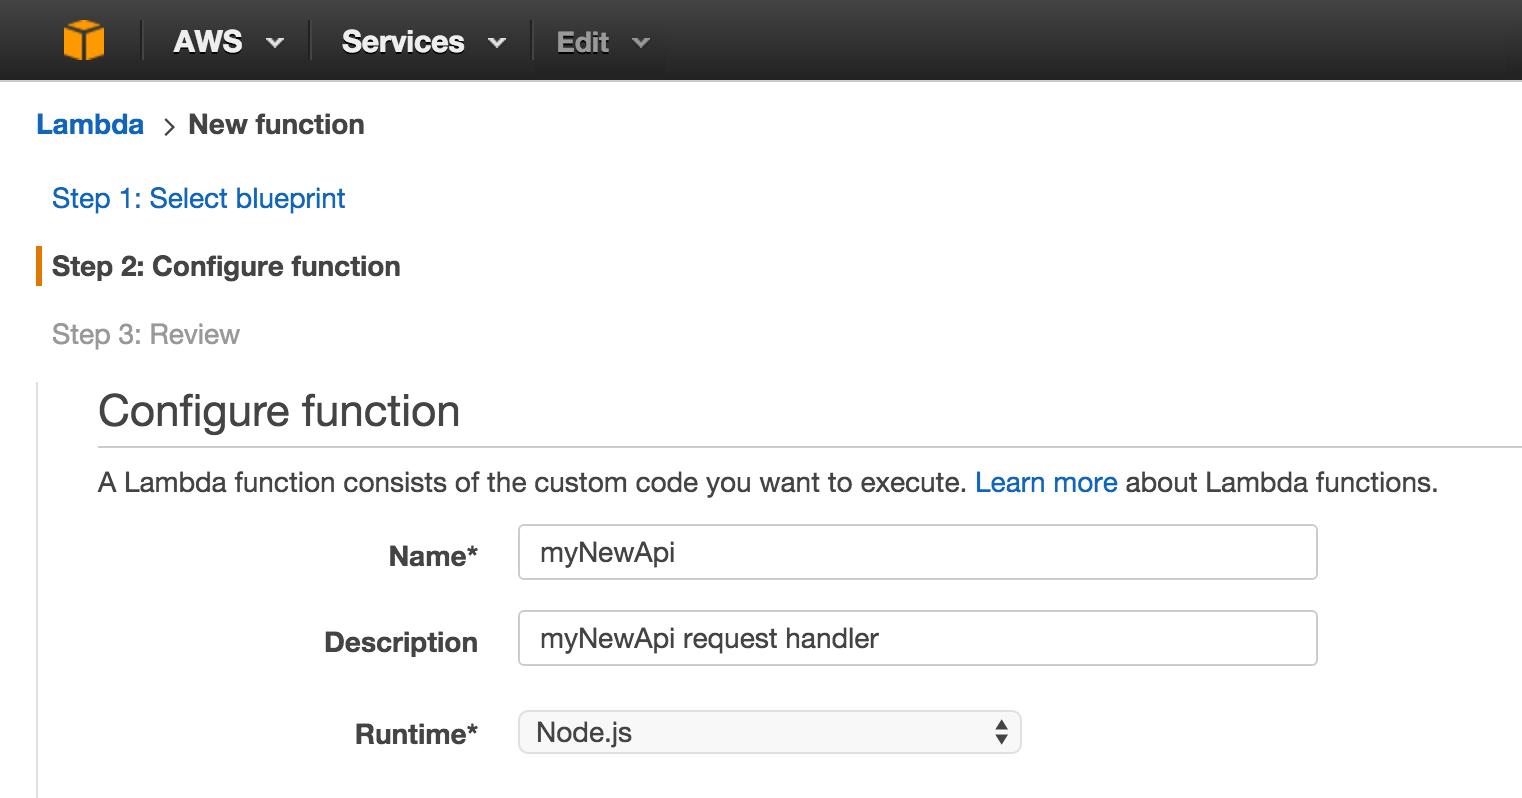 AWS Services Edit
Lambda > New function
Step 1: Select blueprint
Step 2: Configure function
Step 3: Review
Configure function
A Lambda function consists of the custom code you want to execute. Learn more about Lambda functions.
Name* myNewApi
Description myNewApi request handler
Runtime* Node.js